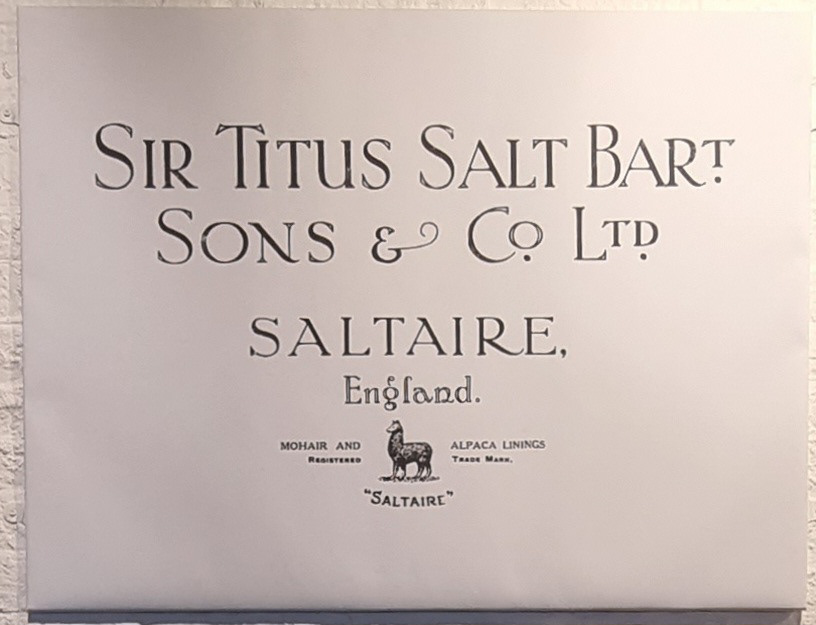 SIR TITUS SALT BART.
SONS & CO. LTD.
SALTAIRE,
England.
MOHAIR AND ALPACA LININGS
REGISTERED TRADE MARK.
"SALTAIRE"